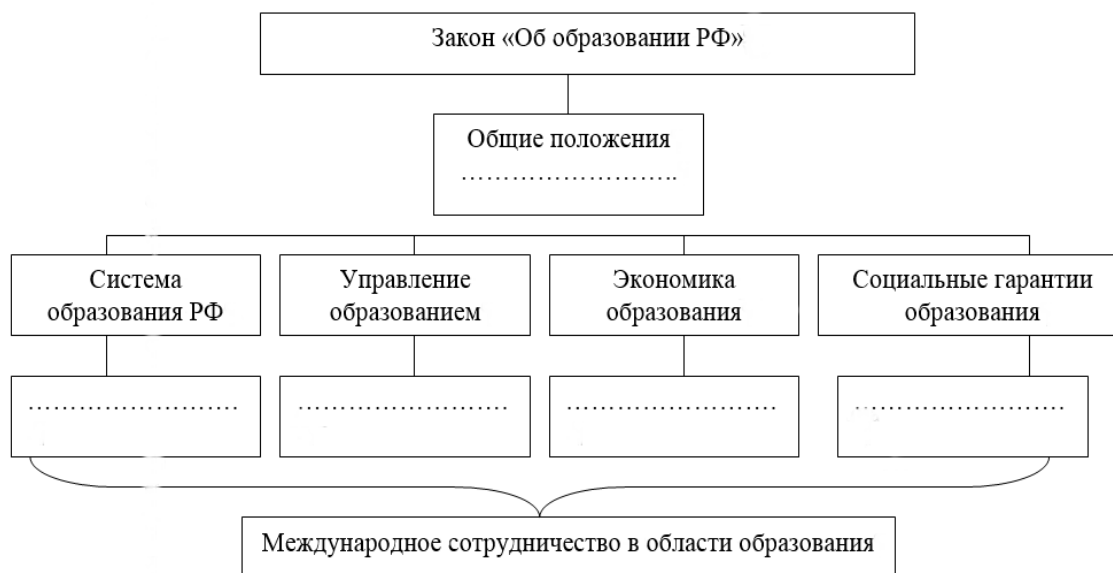 Закон «Об образовании РФ»
Общие положения
……………………..
Система
образования РФ
Управление
образованием
Экономика
образования
Социальные гарантии
образования
…………………….
…………………….
…………………….
…………………….
Международное сотрудничество в области образования